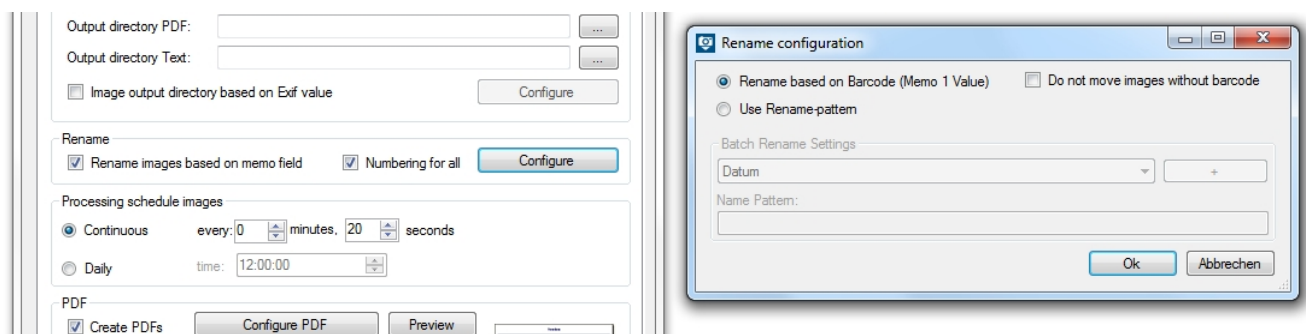 Output directory PDF:
...
Output directory Text:
...
Image output directory based on Exif value
Configure
Rename
Rename images based on memo field
Numbering for all
Configure
Processing schedule images
Continuous every: 0 minutes, 20 seconds
Daily time: 12:00:00
PDF
Create PDFs
Configure PDF
Preview
Rename configuration
Rename based on Barcode (Memo 1 Value)
Do not move images without barcode
Use Rename-pattern
Batch Rename Settings
Datum
+
Name Pattern:
Ok
Abbrechen